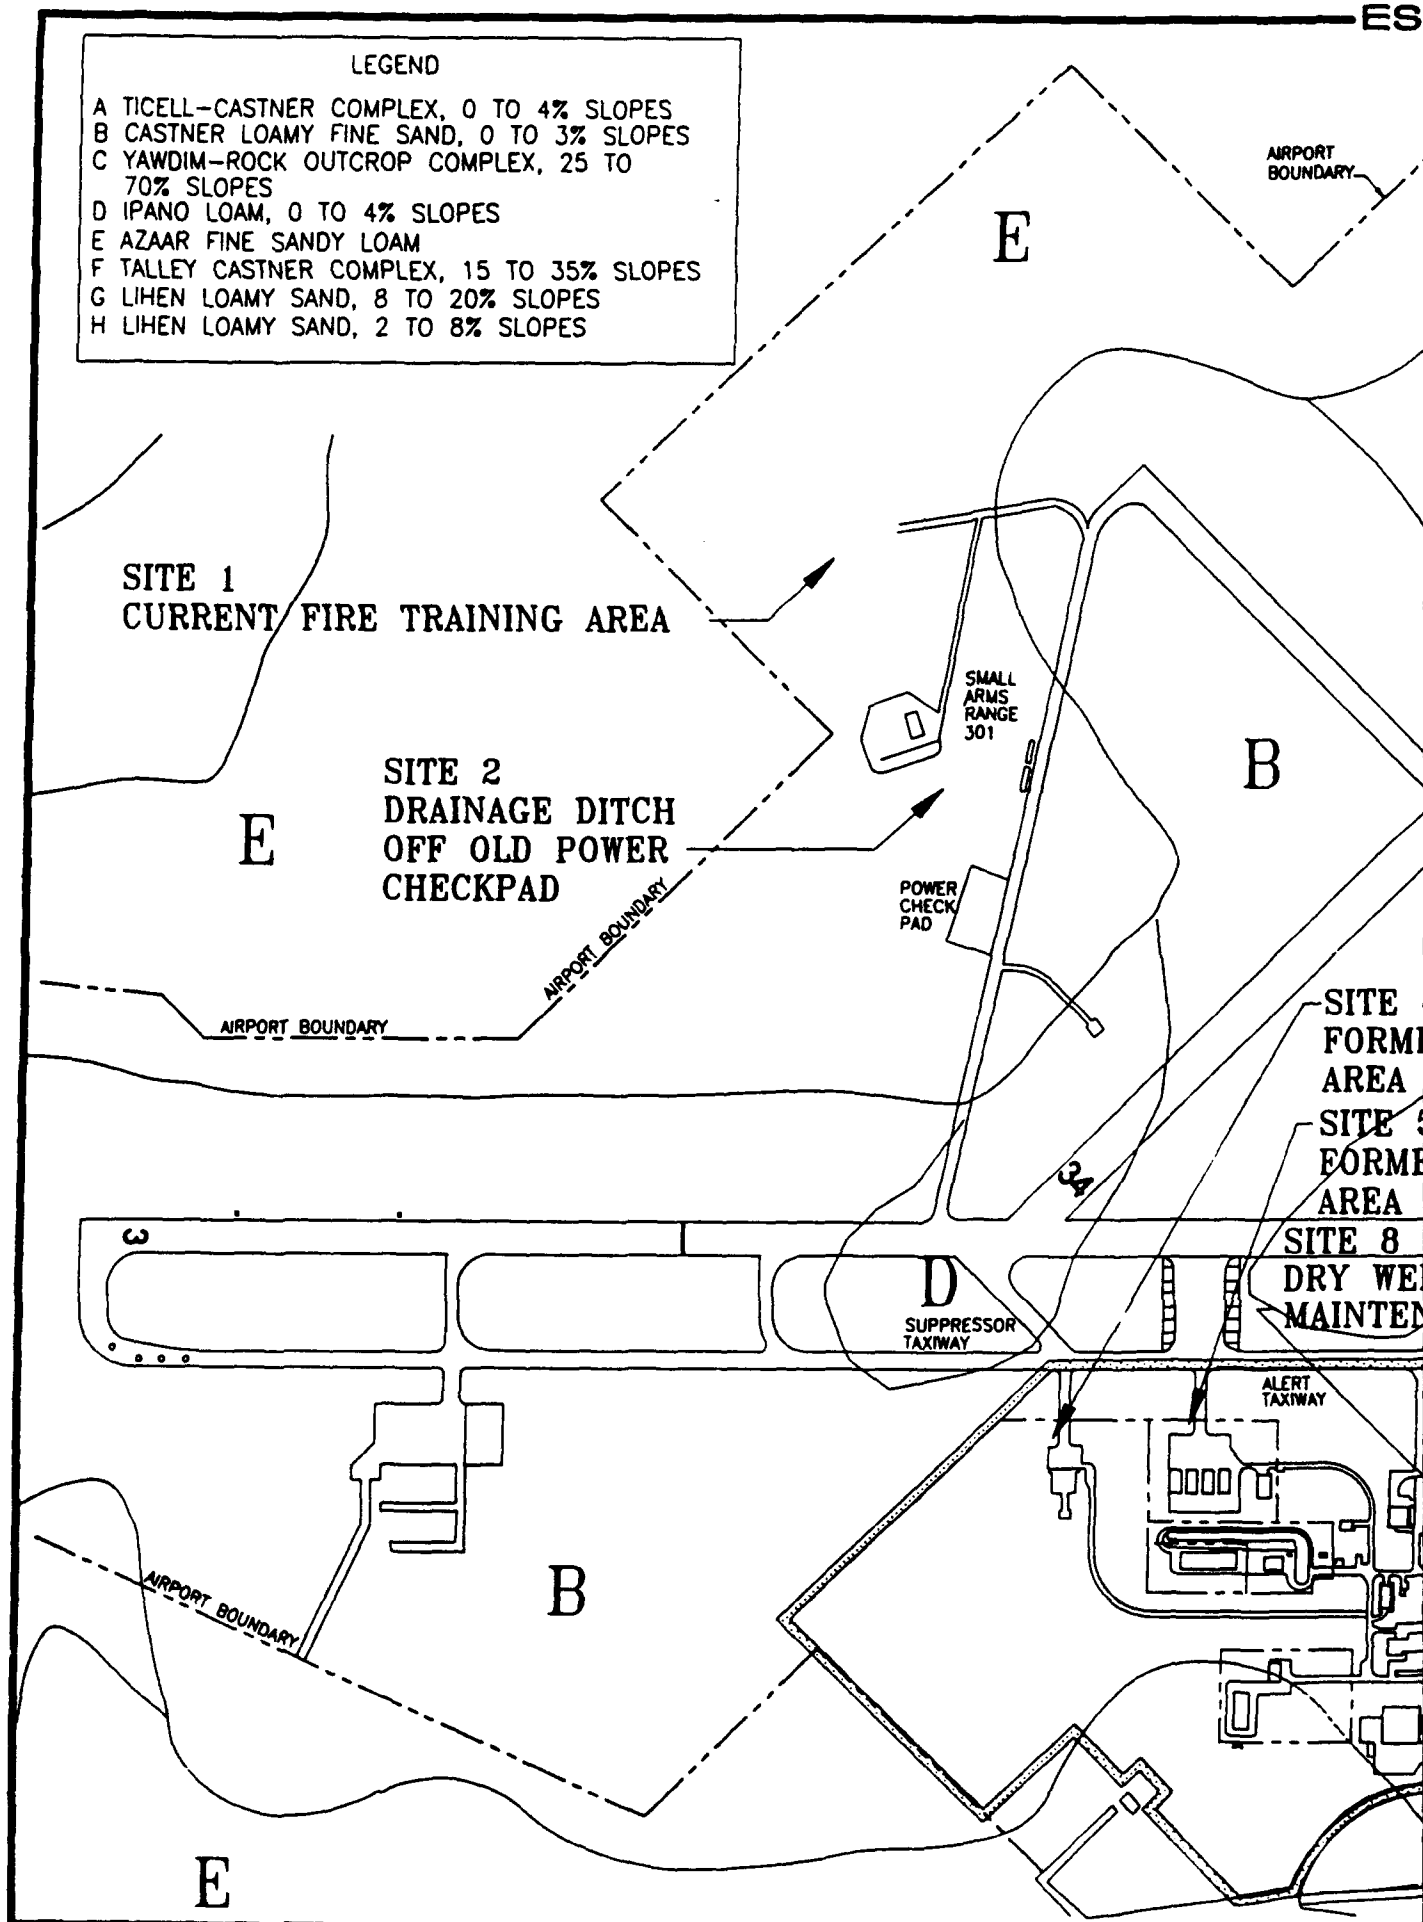 ES
LEGEND
A TICELL-CASTNER COMPLEX, 0 TO 4% SLOPES
B CASTNER LOAMY FINE SAND, 0 TO 3% SLOPES
C YAWDIM-ROCK OUTCROP COMPLEX, 25 TO
70% SLOPES
D IPANO LOAM, 0 TO 4% SLOPES
E AZAAR FINE SANDY LOAM
F TALLEY CASTNER COMPLEX, 15 TO 35% SLOPES
G LIHEN LOAMY SAND, 8 TO 20% SLOPES
H LIHEN LOAMY SAND, 2 TO 8% SLOPES
AIRPORT
BOUNDARY
E
SITE 1
CURRENT FIRE TRAINING AREA
SMALL
ARMS
RANGE
301
B
SITE 2
DRAINAGE DITCH
OFF OLD POWER
CHECKPAD
E
POWER
CHECK
PAD
AIRPORT BOUNDARY
AIRPORT BOUNDARY
SITE
AREA
SITE 5
AREA
34
3
SITE 8
DRY
D
SUPPRESSOR
TAXIWAY
ALERT
TAXIWAY
B
AIRPORT BOUNDARY
E